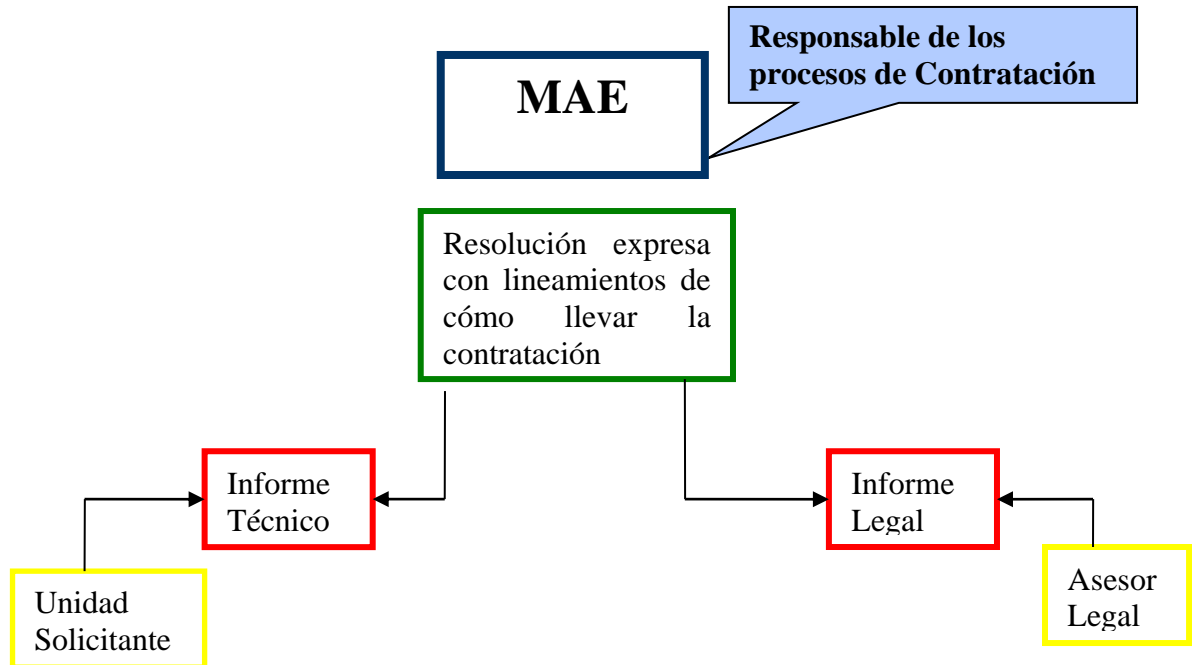 Responsable de los
procesos de Contratación
MAE
Resolución expresa
con lineamientos de
cómo llevar la
contratación
Informe
Técnico
Informe
Legal
Unidad
Solicitante
Asesor
Legal